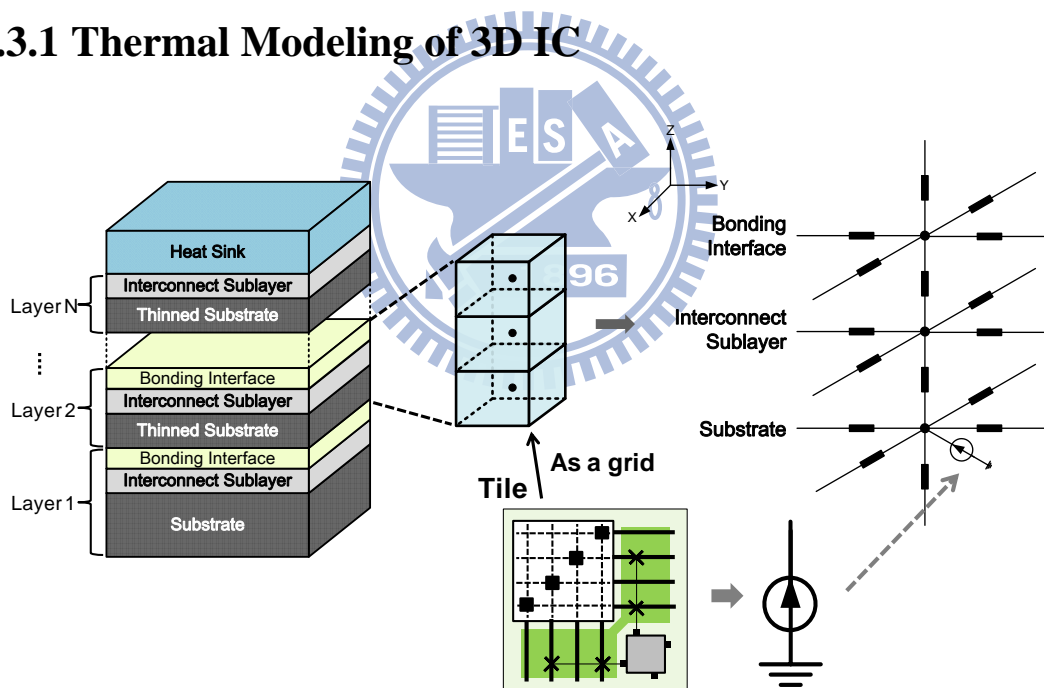 .3.1 Thermal Modeling of 3D IC
E S A
896
Z
Y
X
Heat Sink
Interconnect Sublayer
Thinned Substrate
Layer N
....
Bonding Interface
Interconnect Sublayer
Thinned Substrate
Layer 2
Bonding Interface
Interconnect Sublayer
Substrate
Layer 1
As a grid
Tile
Bonding
Interface
Interconnect
Sublayer
Substrate